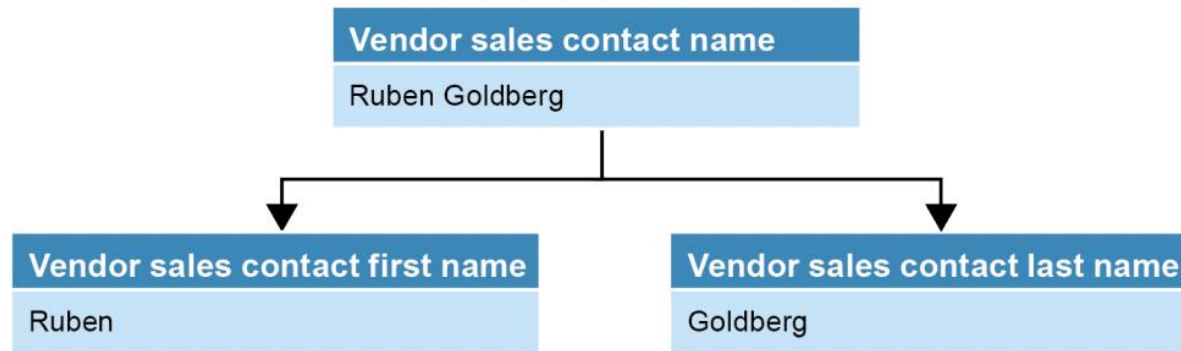 Vendor sales contact name
Ruben Goldberg
Vendor sales contact first name
Ruben
Vendor sales contact last name
Goldberg